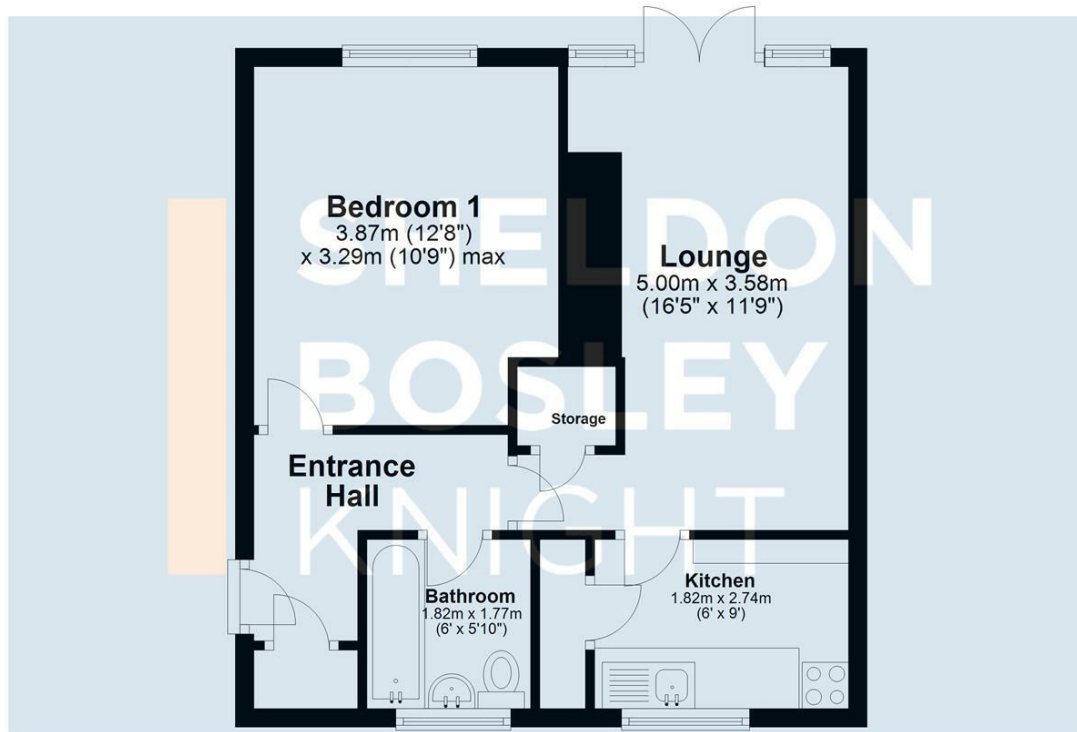 Bedroom 1
3.87m (12'8")
x 3.29m (10'9") max
Lounge
5.00m x 3.58m
(16'5" x 11'9")
Storage
Entrance
Hall
Bathroom
1.82m x 1.77m
(6' x 5'10")
Kitchen
1.82m x 2.74m
(6' x 9')
SHELDON
BOSLEY
KNIGHT